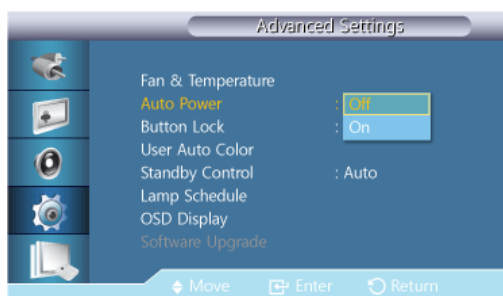 Advanced Settings
Fan & Temperature
Auto Power : Off
Button Lock : On
User Auto Color
Standby Control : Auto
Lamp Schedule
OSD Display
Software Upgrade
Move Enter Return